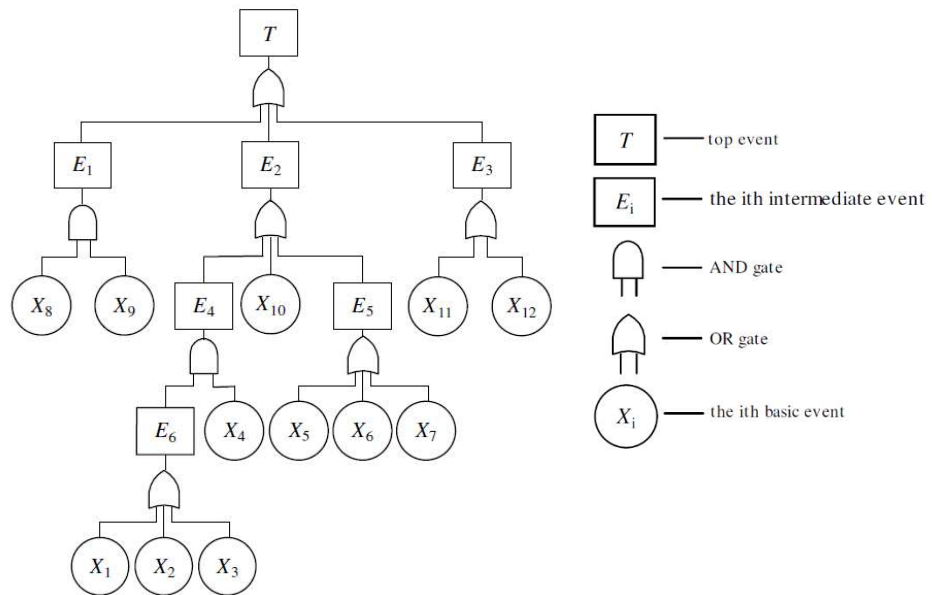 T
E₁ E₂ E₃
X₈ X₉ E₄ X₁₀ E₅ X₁₁ X₁₂
E₆ X₄ X₅ X₆ X₇
X₁ X₂ X₃
T top event
Eᵢ the ith intermediate event
AND gate
OR gate
Xᵢ the ith basic event